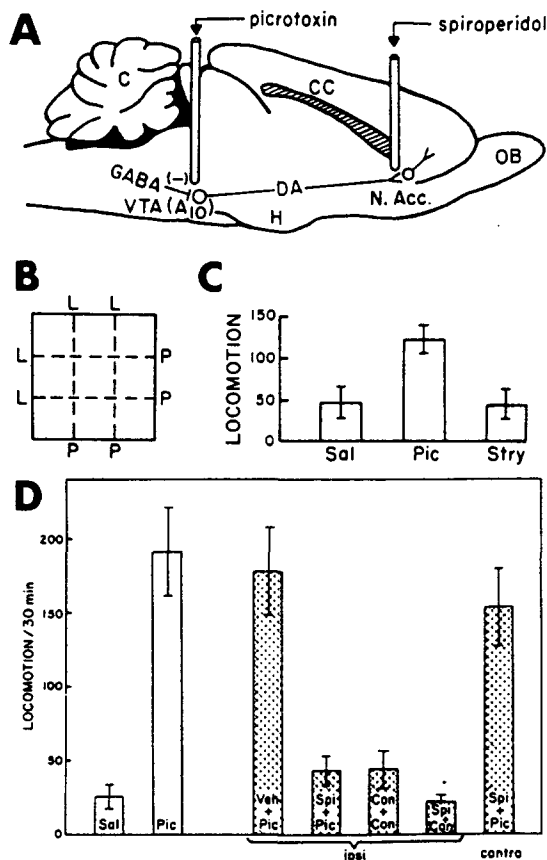 A
picrotoxin
spiroperidol
C
CC
OB
GABA (-)
DA
N. Acc.
VTA (A10)
H
B
L L
L P
L P
P P
C
LOCOMOTION
150
100
50
0
Sal Pic Stry
D
LOCOMOTION / 30 min
200
150
100
50
0
Sal
Pic
Veh + Pic
Spi + Pic
Con + Con
Spi + Con
Spi + Pic
ipsi
contra